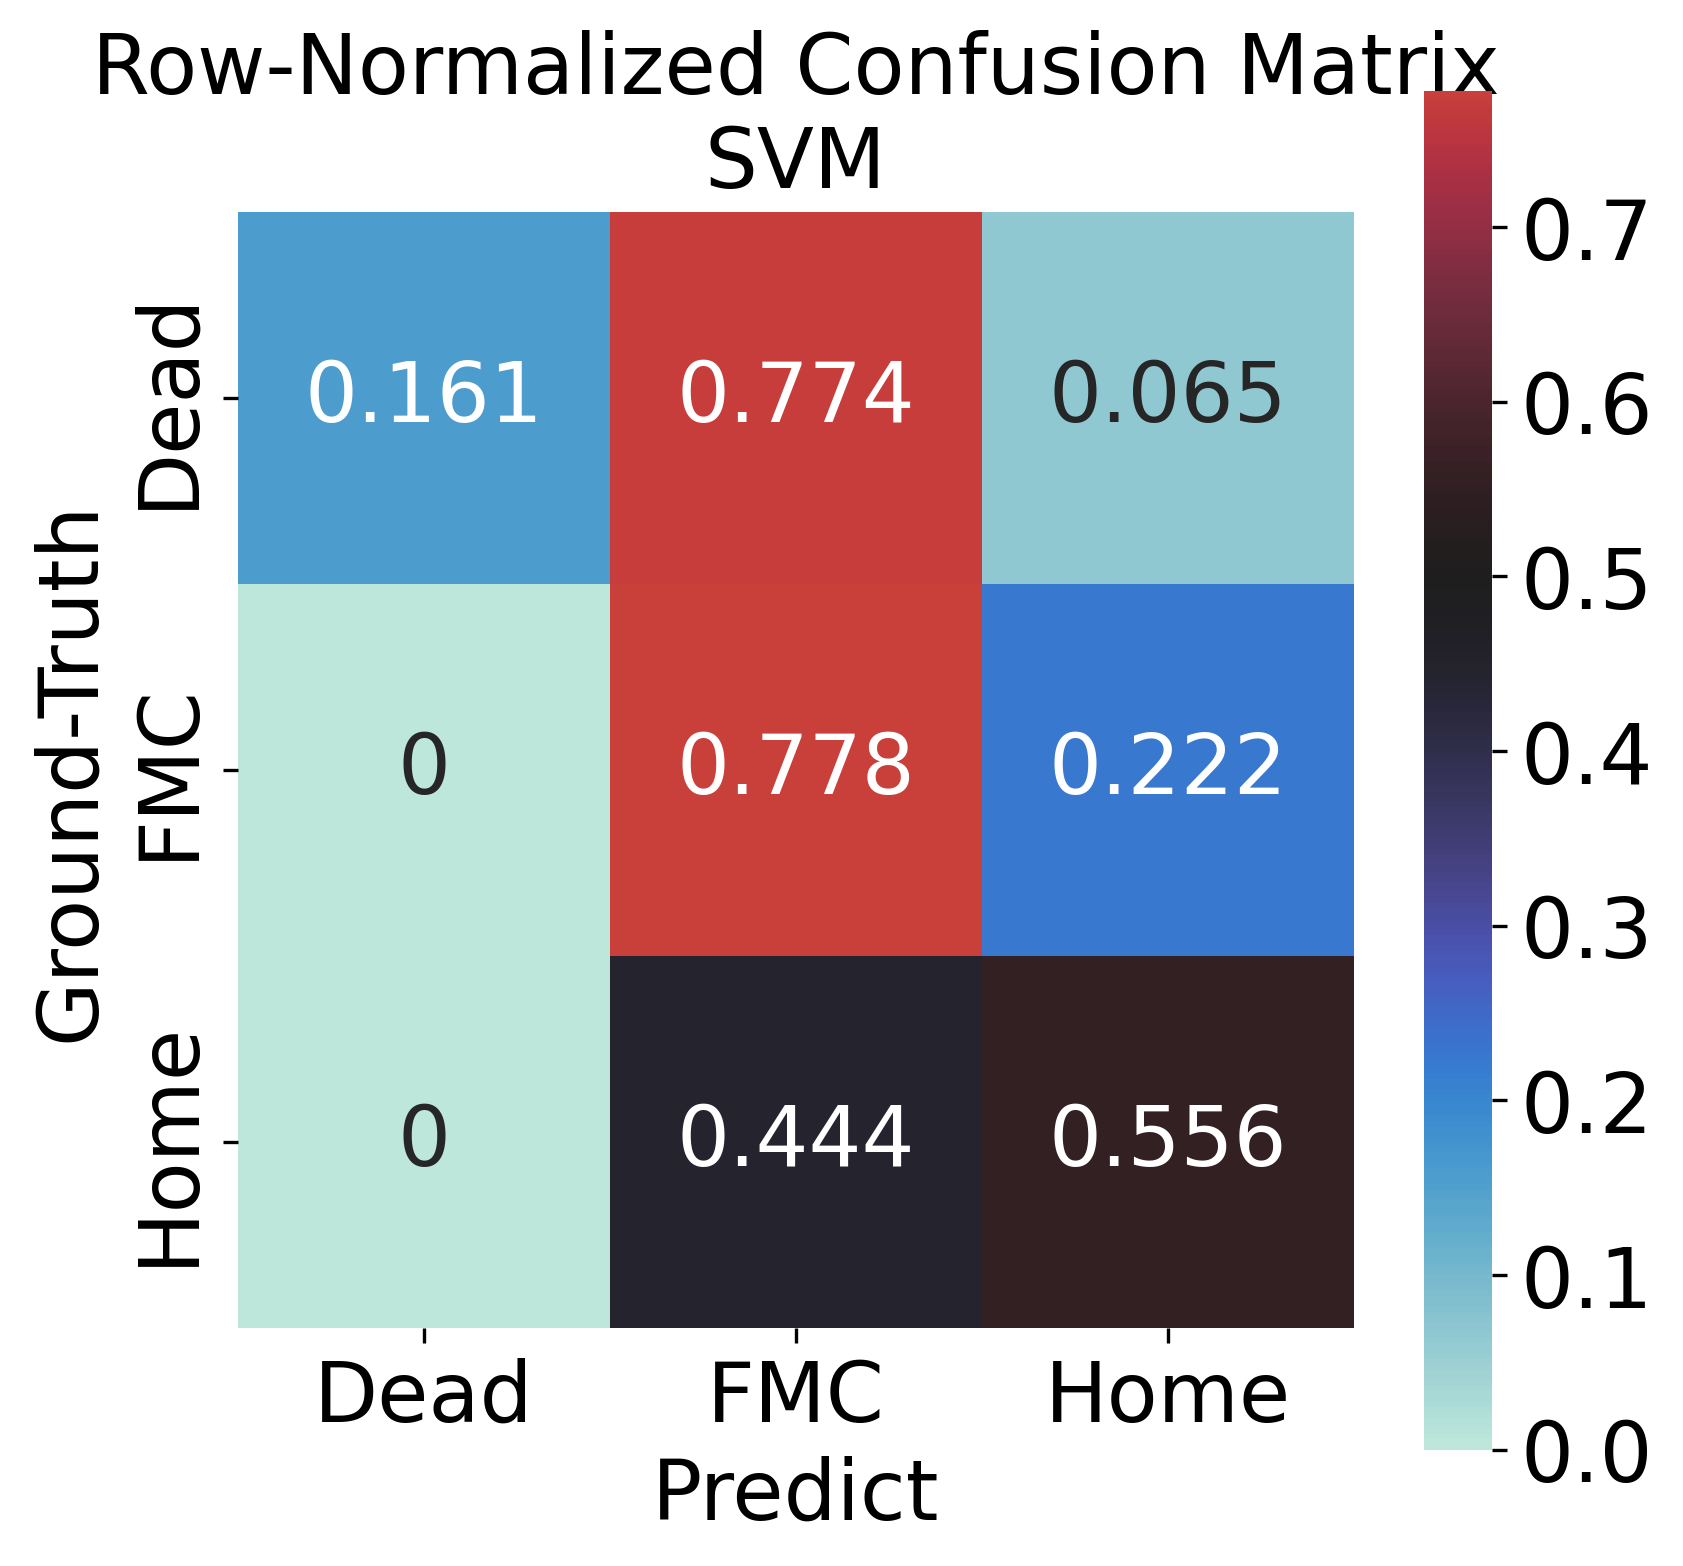 Row-Normalized Confusion Matrix
SVM
Ground-Truth
Dead
0.161
0.774
0.065
FMC
0
0.778
0.222
Home
0
0.444
0.556
Dead
FMC
Home
Predict
0.7
0.6
0.5
0.4
0.3
0.2
0.1
0.0